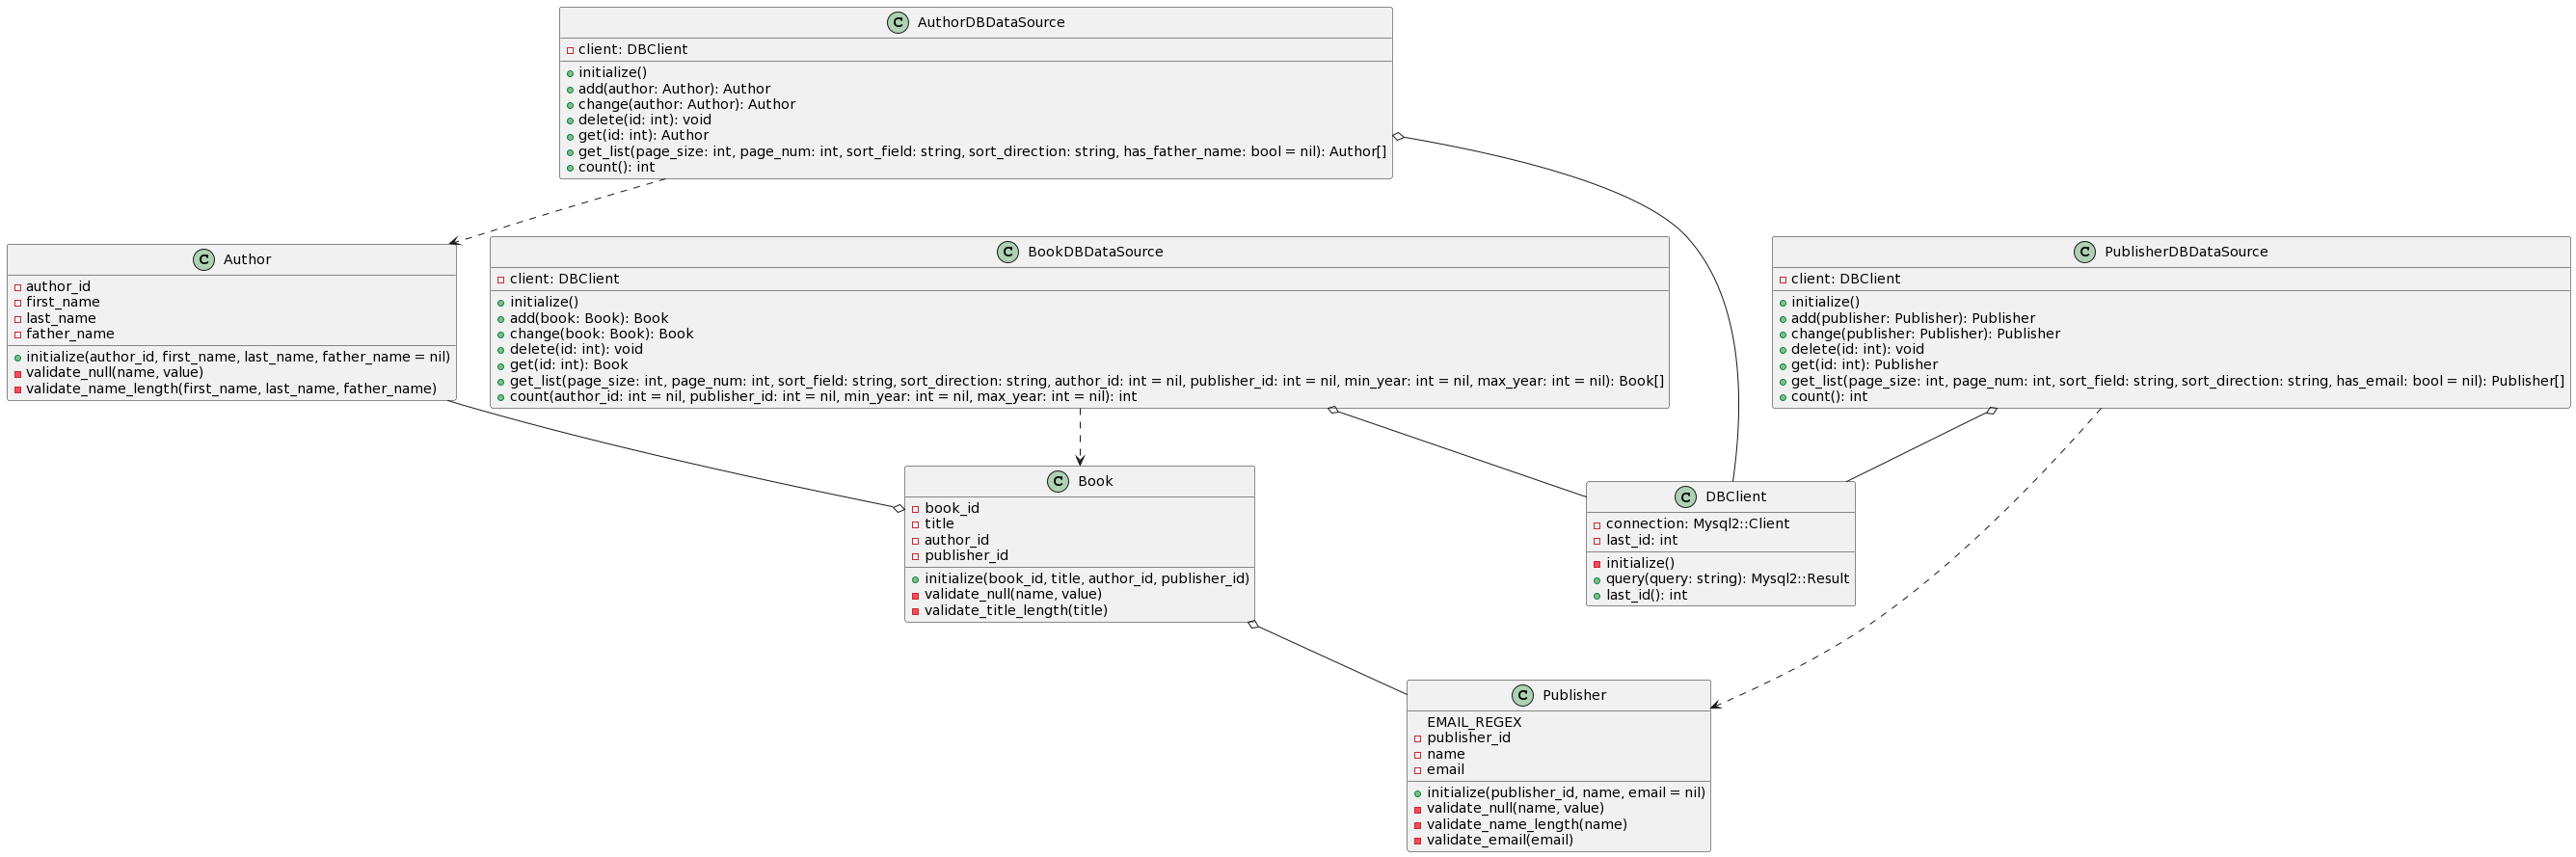 C AuthorDBDataSource
client: DBClient
initialize()
add(author: Author): Author
change(author: Author): Author
delete(id: int): void
get(id: int): Author
get_list(page_size: int, page_num: int, sort_field: string, sort_direction: string, has_father_name: bool = nil): Author[]
count(): int
C Author
author_id
first_name
last_name
father_name
initialize(author_id, first_name, last_name, father_name = nil)
validate_null(name, value)
validate_name_length(first_name, last_name, father_name)
C BookDBDataSource
client: DBClient
initialize()
add(book: Book): Book
change(book: Book): Book
delete(id: int): void
get(id: int): Book
get_list(page_size: int, page_num: int, sort_field: string, sort_direction: string, author_id: int = nil, publisher_id: int = nil, min_year: int = nil, max_year: int = nil): Book[]
count(author_id: int = nil, publisher_id: int = nil, min_year: int = nil, max_year: int = nil): int
C PublisherDBDataSource
client: DBClient
initialize()
add(publisher: Publisher): Publisher
change(publisher: Publisher): Publisher
delete(id: int): void
get(id: int): Publisher
get_list(page_size: int, page_num: int, sort_field: string, sort_direction: string, has_email: bool = nil): Publisher[]
count(): int
C Book
book_id
title
author_id
publisher_id
initialize(book_id, title, author_id, publisher_id)
validate_null(name, value)
validate_title_length(title)
C DBClient
connection: Mysql2::Client
last_id: int
initialize()
query(query: string): Mysql2::Result
last_id(): int
C Publisher
EMAIL_REGEX
publisher_id
name
email
initialize(publisher_id, name, email = nil)
validate_null(name, value)
validate_name_length(name)
validate_email(email)